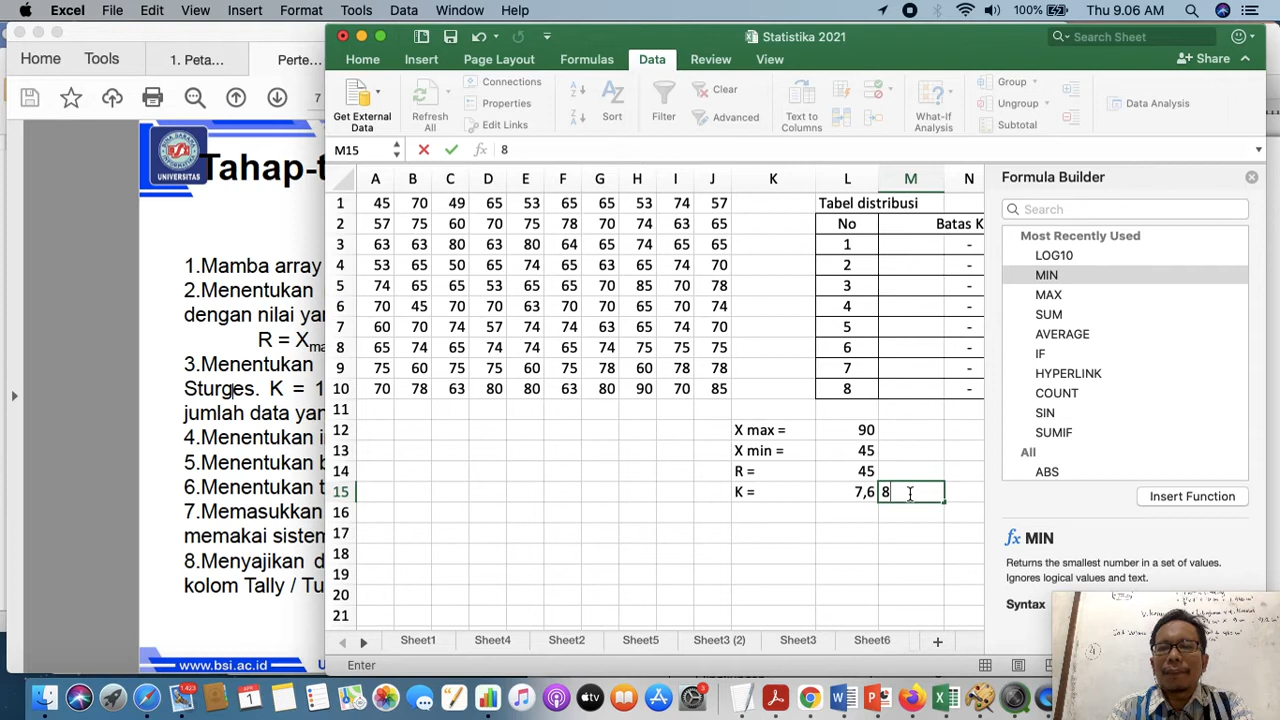 Excel File Edit View Insert Format Tools Data Window Help 100% Thu 9.06 AM
Home Tools 1. Peta... Perte...
7
UNIVERSITAS
Tahap-t
1.Mamba array
2.Menentukan
dengan nilai yan
R = Xma
3.Menentukan
Sturges. K = 1
jumlah data yan
4.Menentukan i
5.Menentukan b
6.Menentukan t
7.Memasukkan
memakai sistem
8.Menyajikan d
kolom Tally / Tu
www.bsi.ac.id U
Statistika 2021
Search Sheet
Home Insert Page Layout Formulas Data Review View Share
Get External Data
Refresh All
Connections
Properties
Edit Links
Sort
Filter
Clear
Advanced
Text to Columns
What-If Analysis
Group
Ungroup
Subtotal
Data Analysis
M15 fx 8
A B C D E F G H I J K L M N
1 45 70 49 65 53 65 65 53 74 57 Tabel distribusi
2 57 75 60 70 75 78 70 74 63 65 No Batas K
3 63 63 80 63 80 64 65 74 65 65 1 -
4 53 65 50 65 74 65 63 65 74 70 2 -
5 74 65 65 53 65 65 70 85 70 78 3 -
6 70 45 70 70 63 70 70 65 70 74 4 -
7 60 70 74 57 74 74 63 65 74 70 5 -
8 65 74 65 74 74 65 74 75 75 75 6 -
9 75 60 75 75 60 75 78 60 78 78 7 -
10 70 78 63 80 80 63 80 90 70 85 8 -
11
12 X max = 90
13 X min = 45
14 R = 45
15 K = 7,6 8
16
17
18
19
20
21
Sheet1 Sheet4 Sheet2 Sheet5 Sheet3 (2) Sheet3 Sheet6
Enter
Formula Builder
Search
Most Recently Used
LOG10
MIN
MAX
SUM
AVERAGE
IF
HYPERLINK
COUNT
SIN
SUMIF
All
ABS
Insert Function
fx MIN
Returns the smallest number in a set of values.
Ignores logical values and text.
Syntax
1,423
APR
1